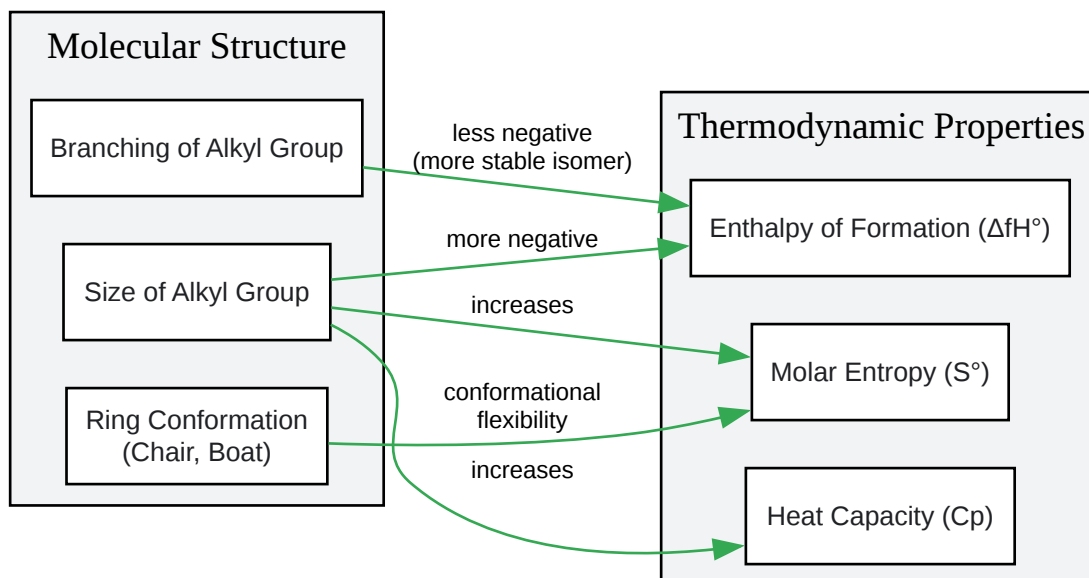 Molecular Structure
Branching of Alkyl Group
Size of Alkyl Group
Ring Conformation
(Chair, Boat)
less negative
(more stable isomer)
more negative
increases
conformational
flexibility
increases
Thermodynamic Properties
Enthalpy of Formation (ΔfH°)
Molar Entropy (S°)
Heat Capacity (Cp)